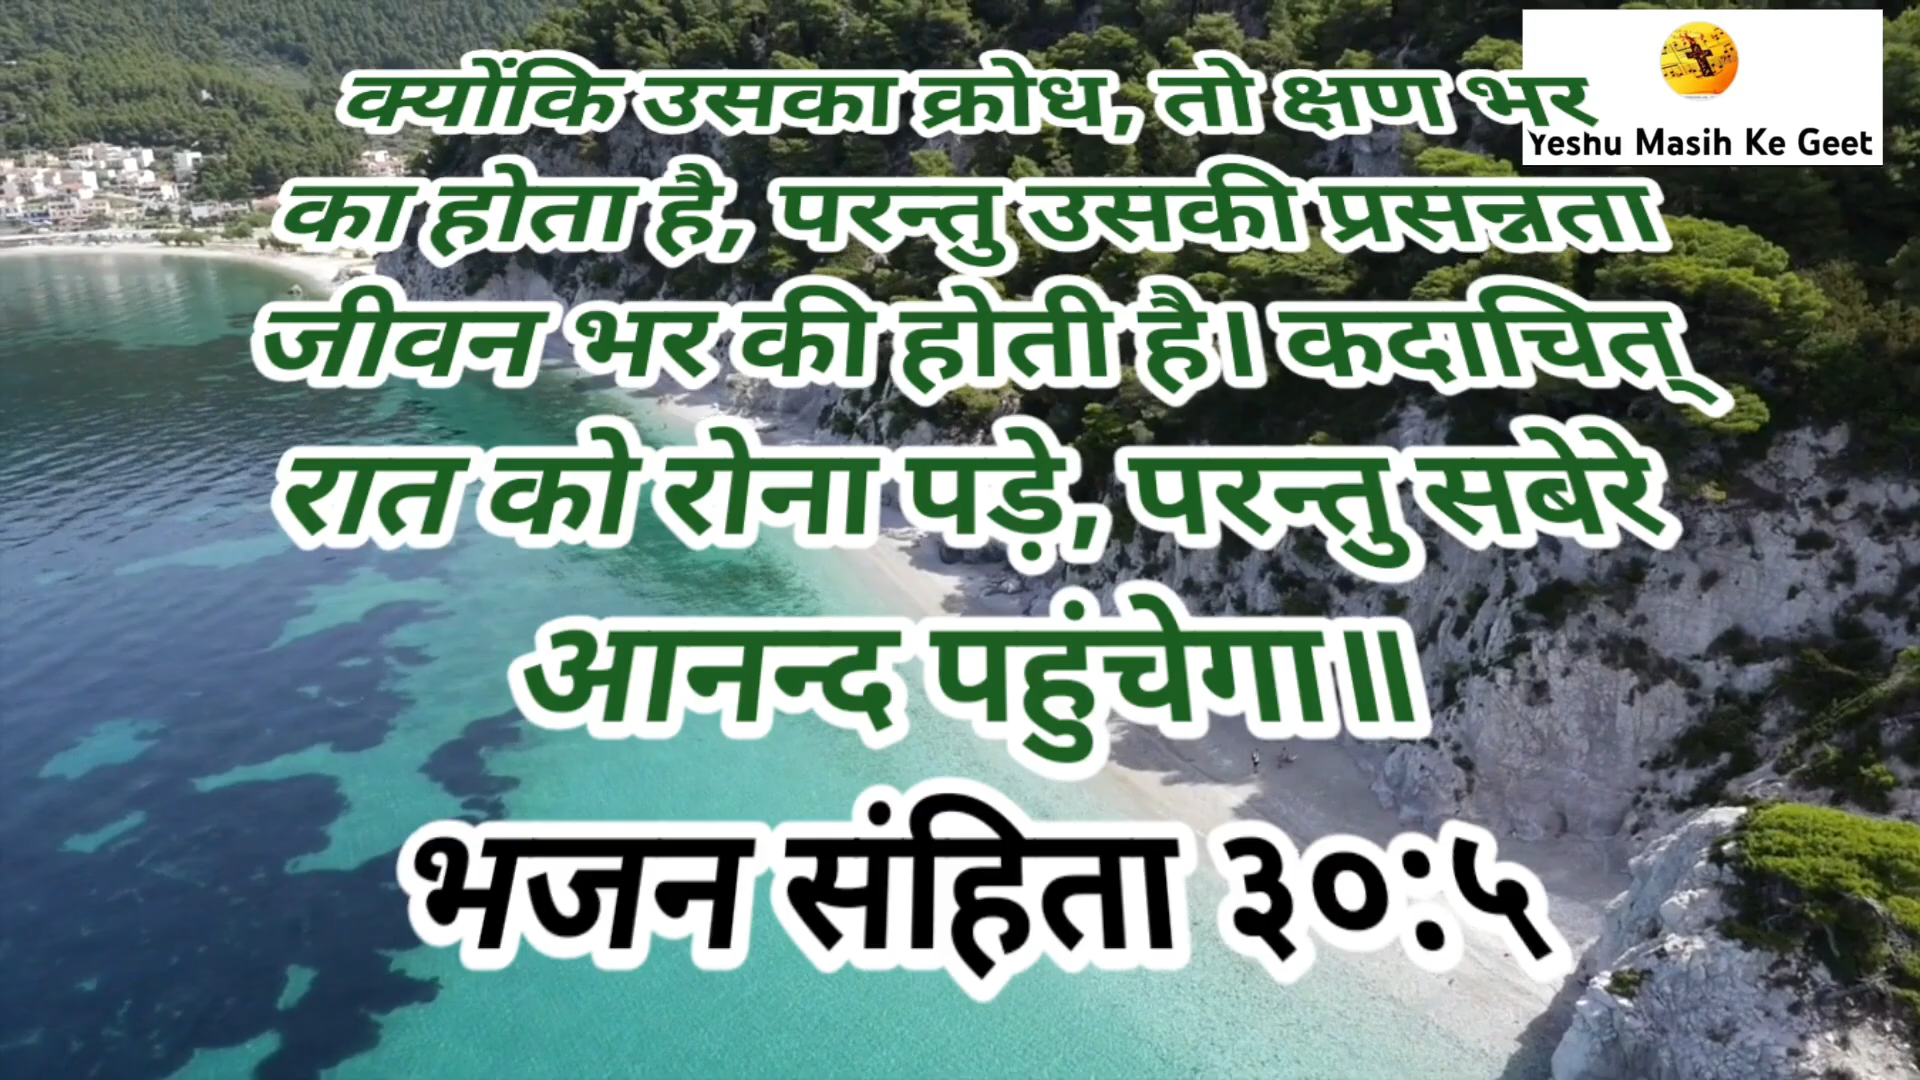 क्योंकि उसका क्रोध, तो क्षण भर
का होता है, परन्तु उसकी प्रसन्नता
जीवन भर की होती है। कदाचित्
रात को रोना पड़े, परन्तु सबेरे
आनन्द पहुंचेगा॥
भजन संहिता ३०:५
Yeshu Masih Ke Geet